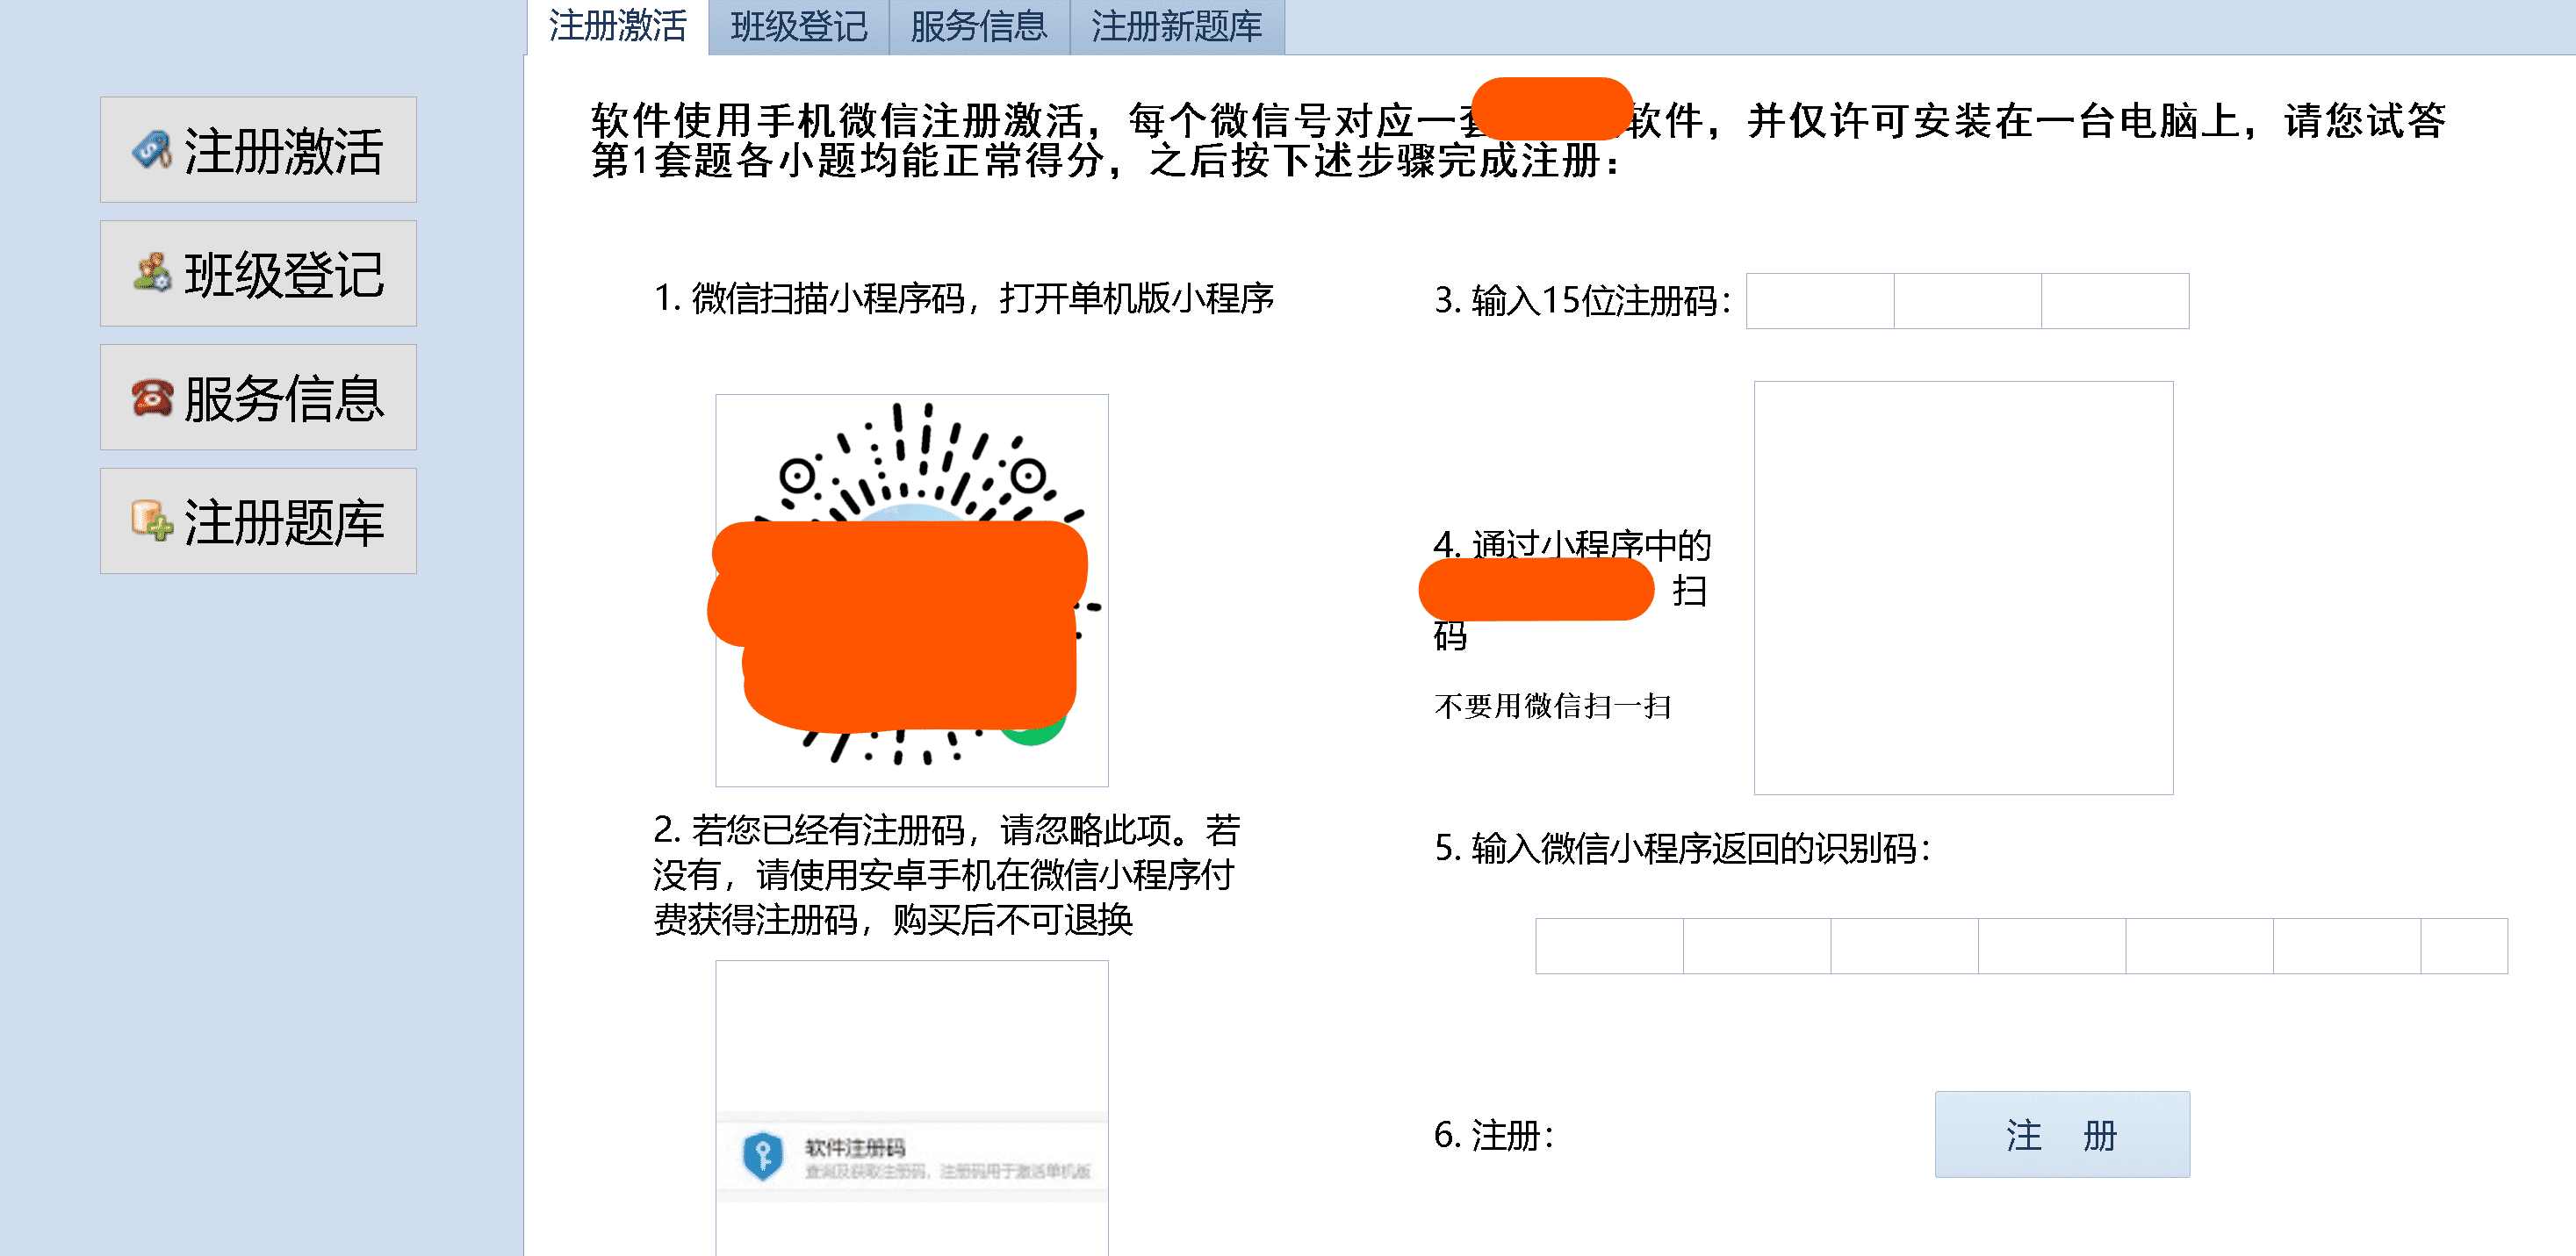 注册激活
班级登记
服务信息
注册新题库
注册激活
班级登记
服务信息
注册题库
软件使用手机微信注册激活，每个微信号对应一套软件，并仅许可安装在一台电脑上，请您试答
第1套题各小题均能正常得分，之后按下述步骤完成注册：
1. 微信扫描小程序码，打开单机版小程序
2. 若您已经有注册码，请忽略此项。若
没有，请使用安卓手机在微信小程序付
费获得注册码，购买后不可退换
软件注册码
查询及获取注册码，注册码用于激活单机版
3. 输入15位注册码：
4. 通过小程序中的
扫
码
不要用微信扫一扫
5. 输入微信小程序返回的识别码：
6. 注册：
注 册